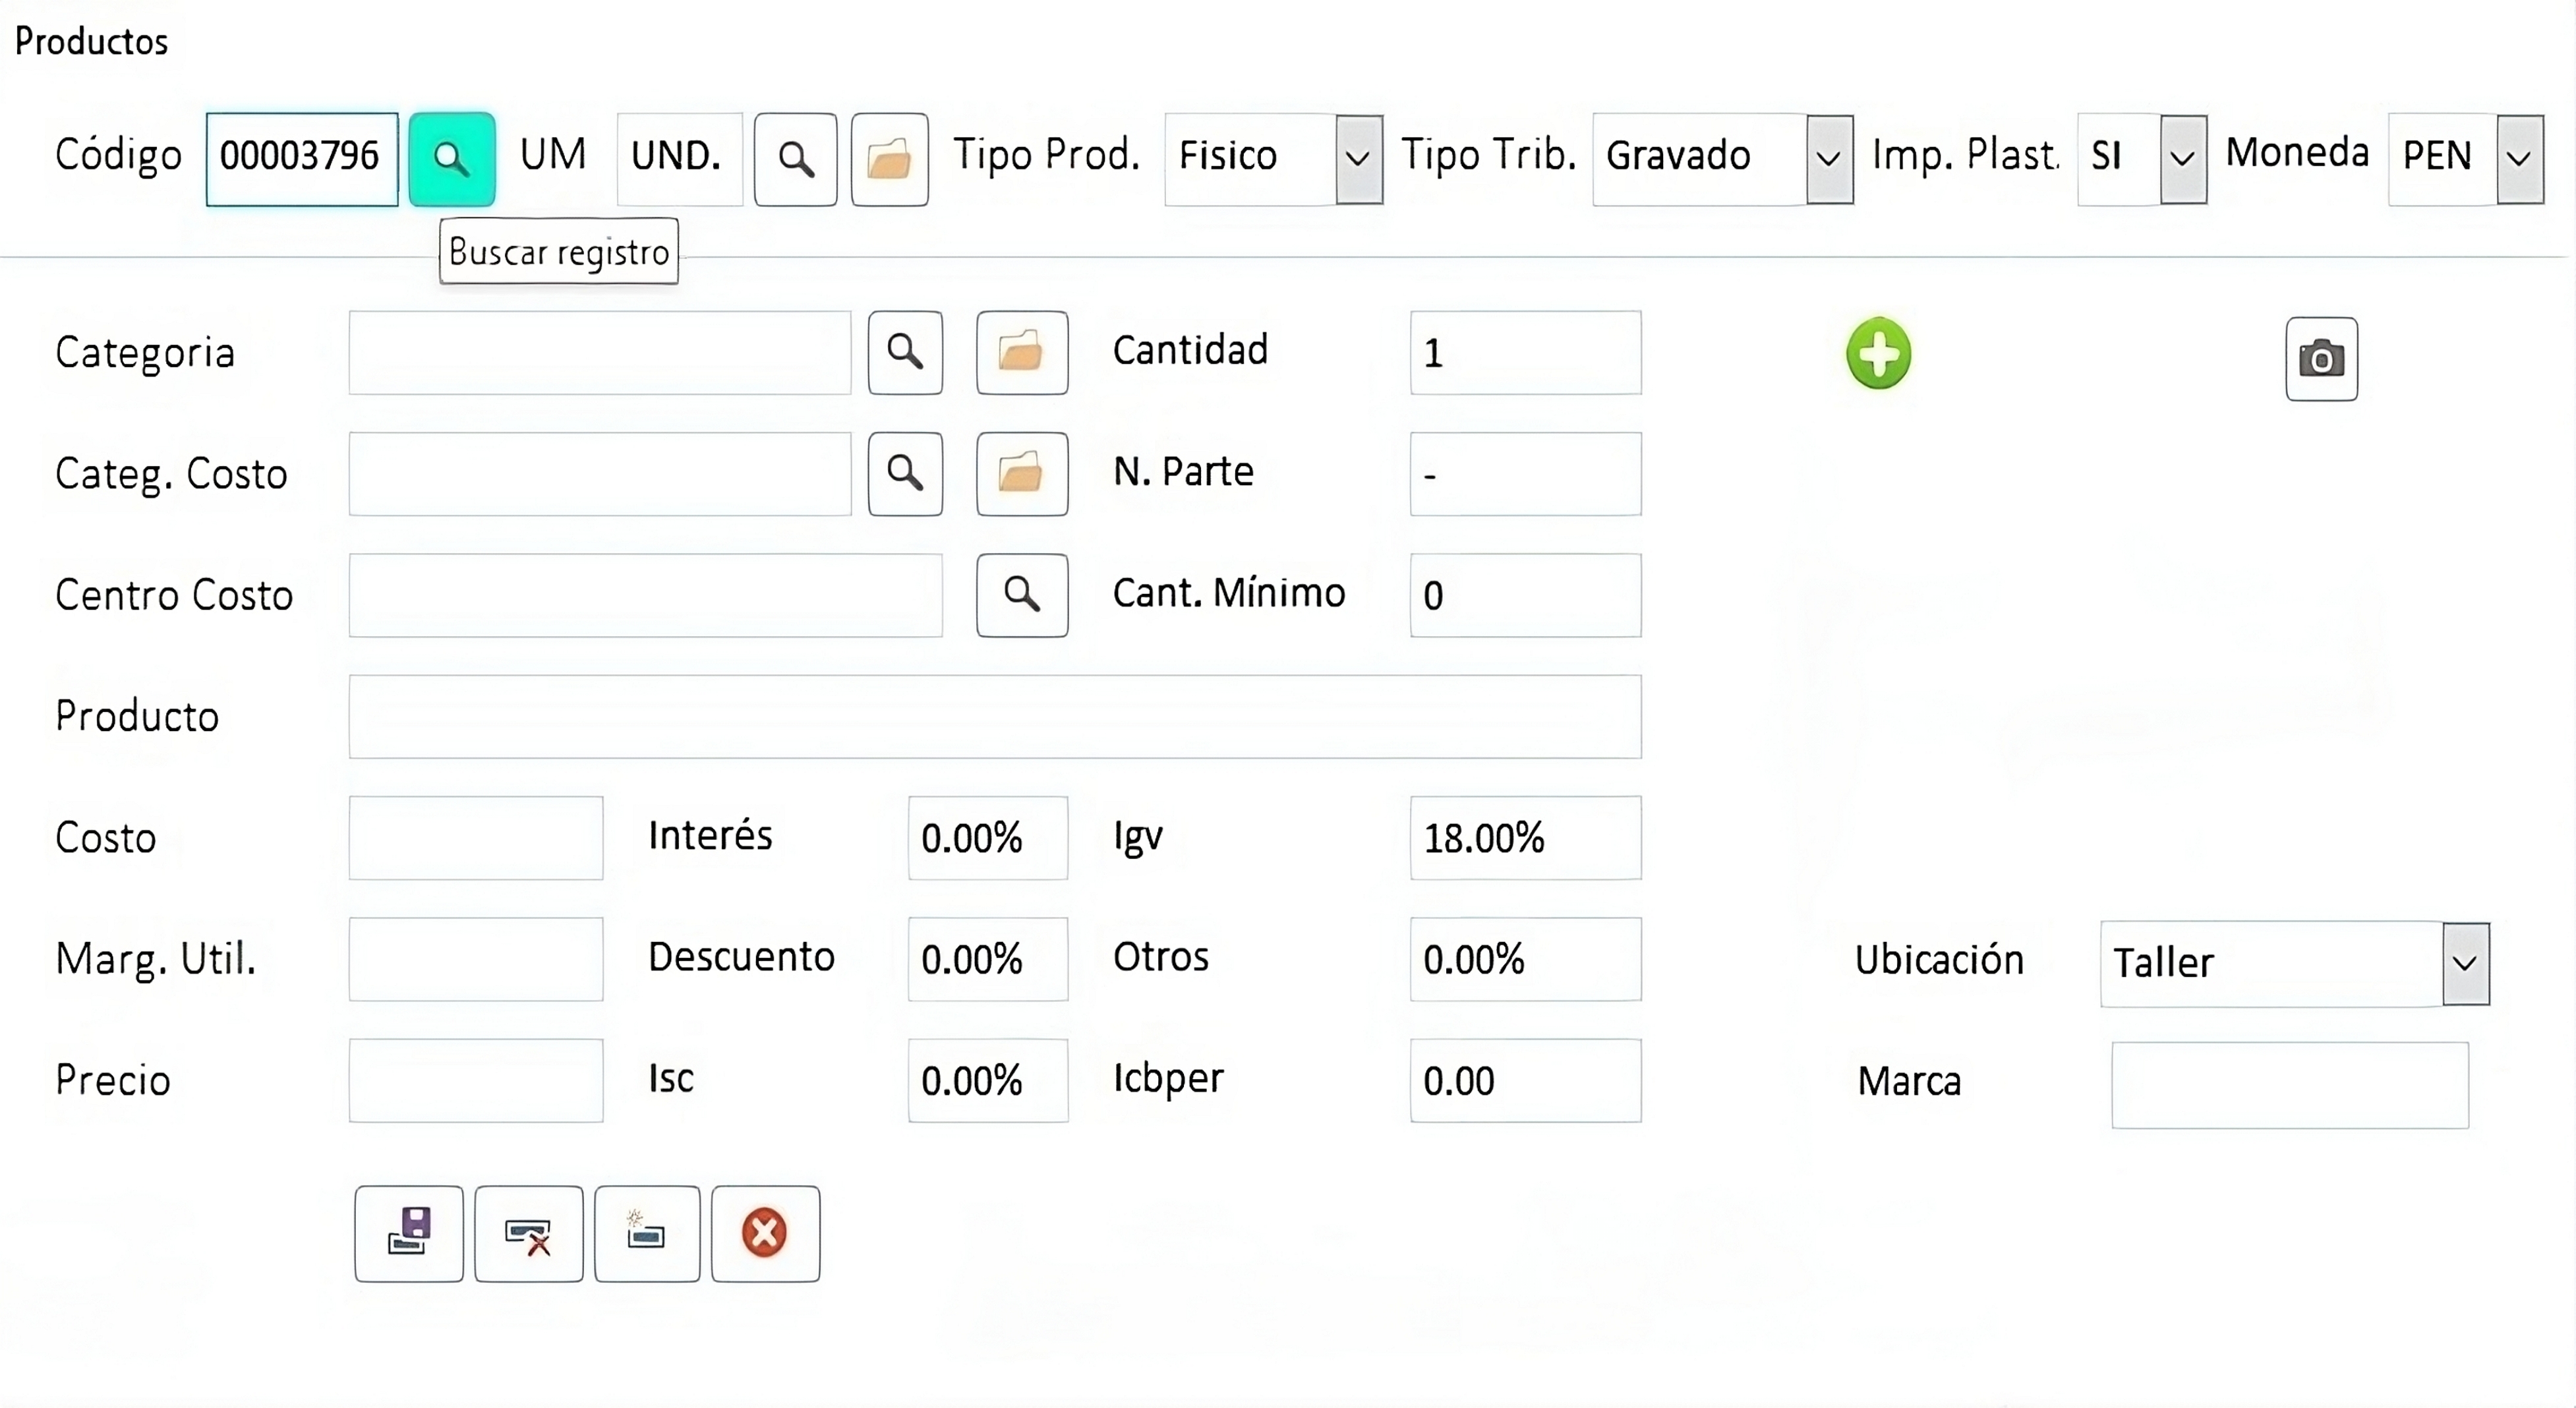 Productos
Código 00003796 UM UND. Tipo Prod. Fisico Tipo Trib. Gravado Imp. Plast. SI Moneda PEN
Buscar registro
Categoria Cantidad 1
Categ. Costo N. Parte -
Centro Costo Cant. Mínimo 0
Producto
Costo Interés 0.00% Igv 18.00%
Marg. Util. Descuento 0.00% Otros 0.00% Ubicación Taller
Precio Isc 0.00% Icbper 0.00 Marca